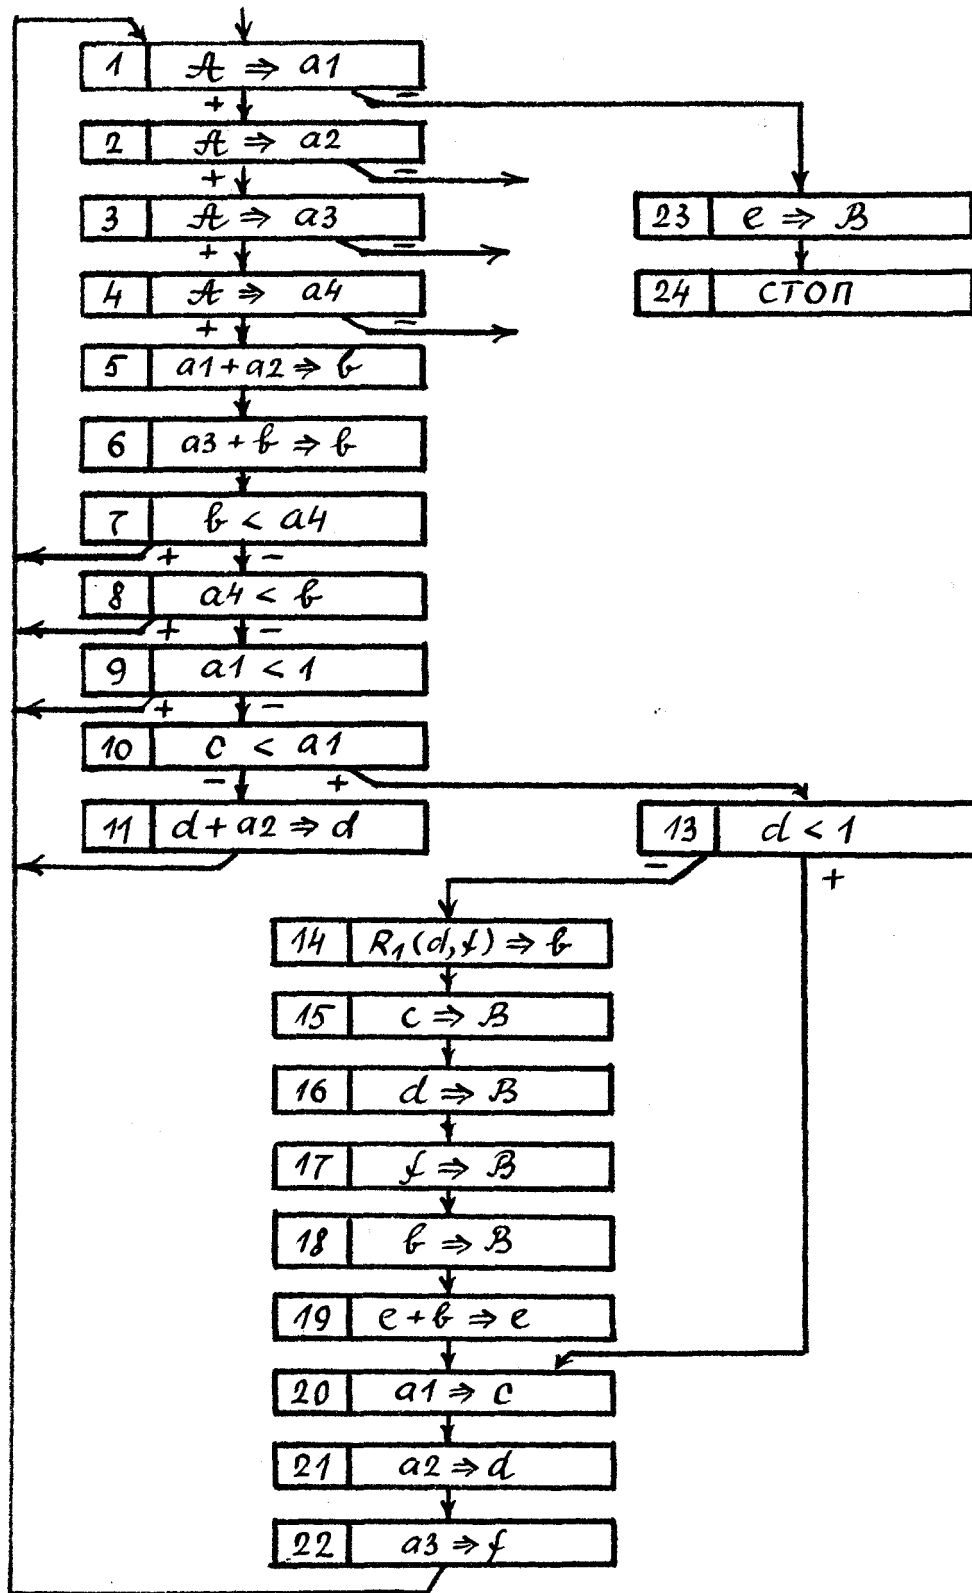 1 A ⇒ a1
+ −
2 A ⇒ a2
+ −
3 A ⇒ a3
+ −
4 A ⇒ a4
+ −
5 a1 + a2 ⇒ b
6 a3 + b ⇒ b
7 b < a4
+ −
8 a4 < b
+ −
9 a1 < 1
+ −
10 c < a1
− +
11 d + a2 ⇒ d
13 d < 1
− +
14 R₁(d, f) ⇒ b
15 c ⇒ B
16 d ⇒ B
17 f ⇒ B
18 b ⇒ B
19 e + b ⇒ e
20 a1 ⇒ c
21 a2 ⇒ d
22 a3 ⇒ f
23 e ⇒ B
24 СТОП